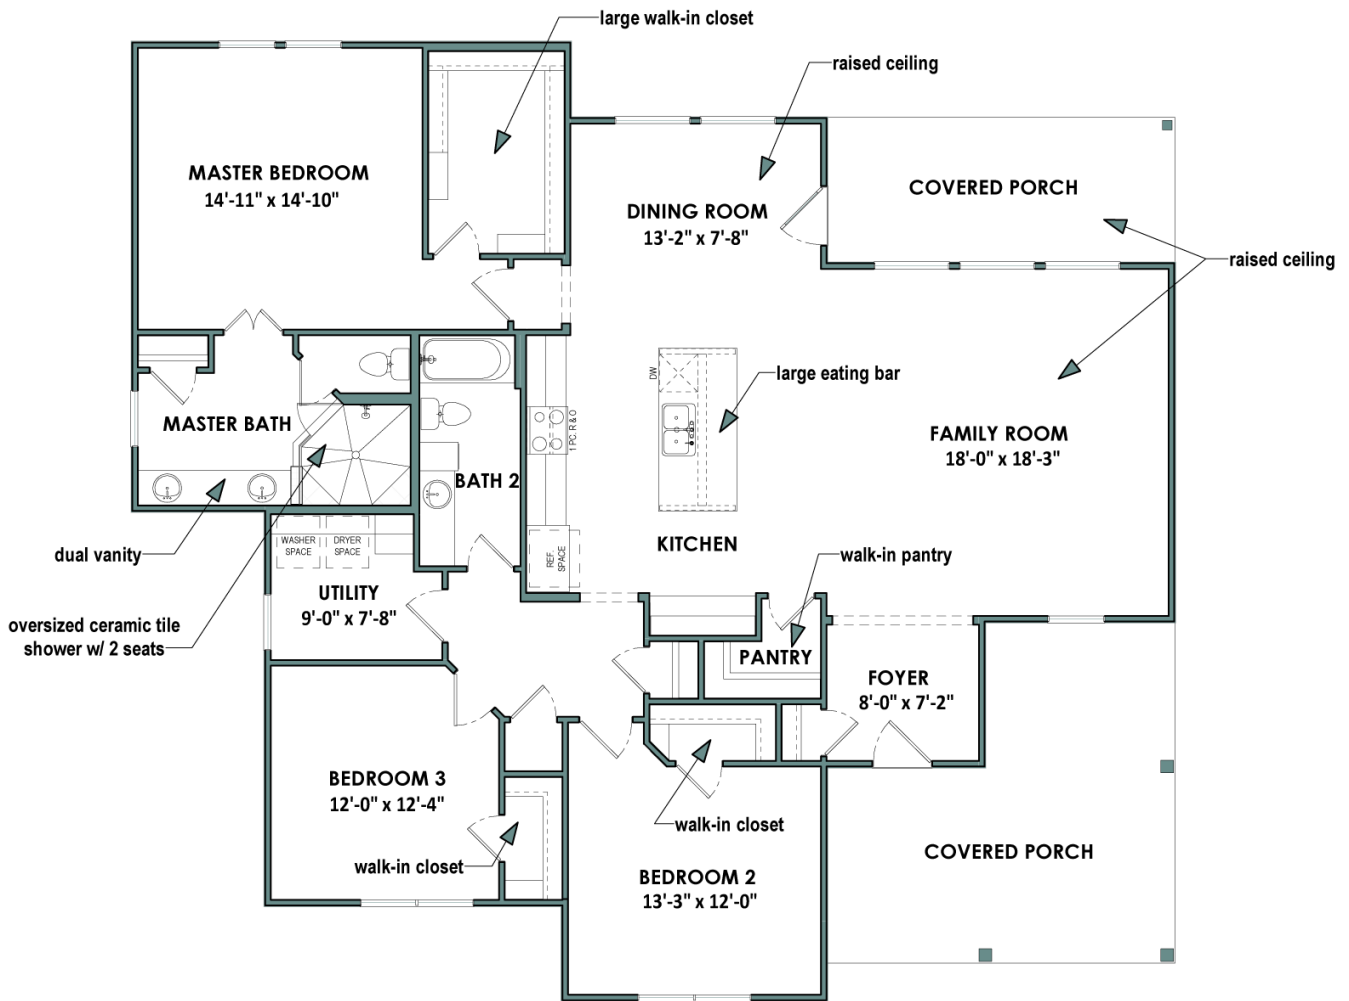 large walk-in closet
raised ceiling
MASTER BEDROOM
14'-11" x 14'-10"
COVERED PORCH
DINING ROOM
13'-2" x 7'-8"
raised ceiling
DW
large eating bar
1 PC. R & O
MASTER BATH
FAMILY ROOM
18'-0" x 18'-3"
BATH 2
WASHER
SPACE
DRYER
SPACE
REF.
SPACE
KITCHEN
dual vanity
walk-in pantry
UTILITY
9'-0" x 7'-8"
oversized ceramic tile
shower w/ 2 seats
PANTRY
FOYER
8'-0" x 7'-2"
BEDROOM 3
12'-0" x 12'-4"
walk-in closet
walk-in closet
COVERED PORCH
BEDROOM 2
13'-3" x 12'-0"